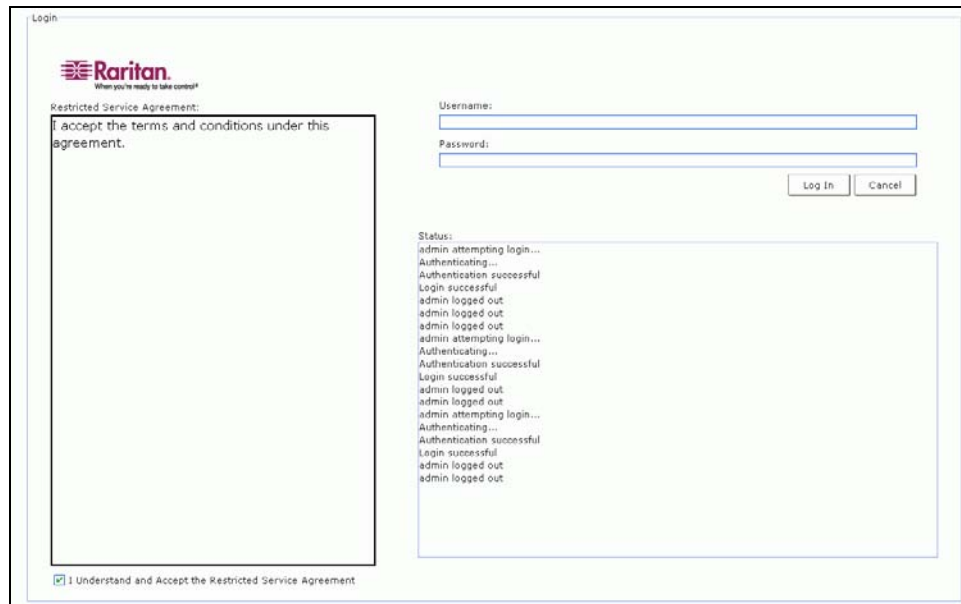 Login
Raritan.
When you're ready to take control®
Restricted Service Agreement:
I accept the terms and conditions under this
agreement.
I Understand and Accept the Restricted Service Agreement
Username:
Password:
Log In
Cancel
Status:
admin attempting login...
Authenticating...
Authentication successful
Login successful
admin logged out
admin logged out
admin logged out
admin attempting login...
Authenticating...
Authentication successful
Login successful
admin logged out
admin logged out
admin attempting login...
Authenticating...
Authentication successful
Login successful
admin logged out
admin logged out